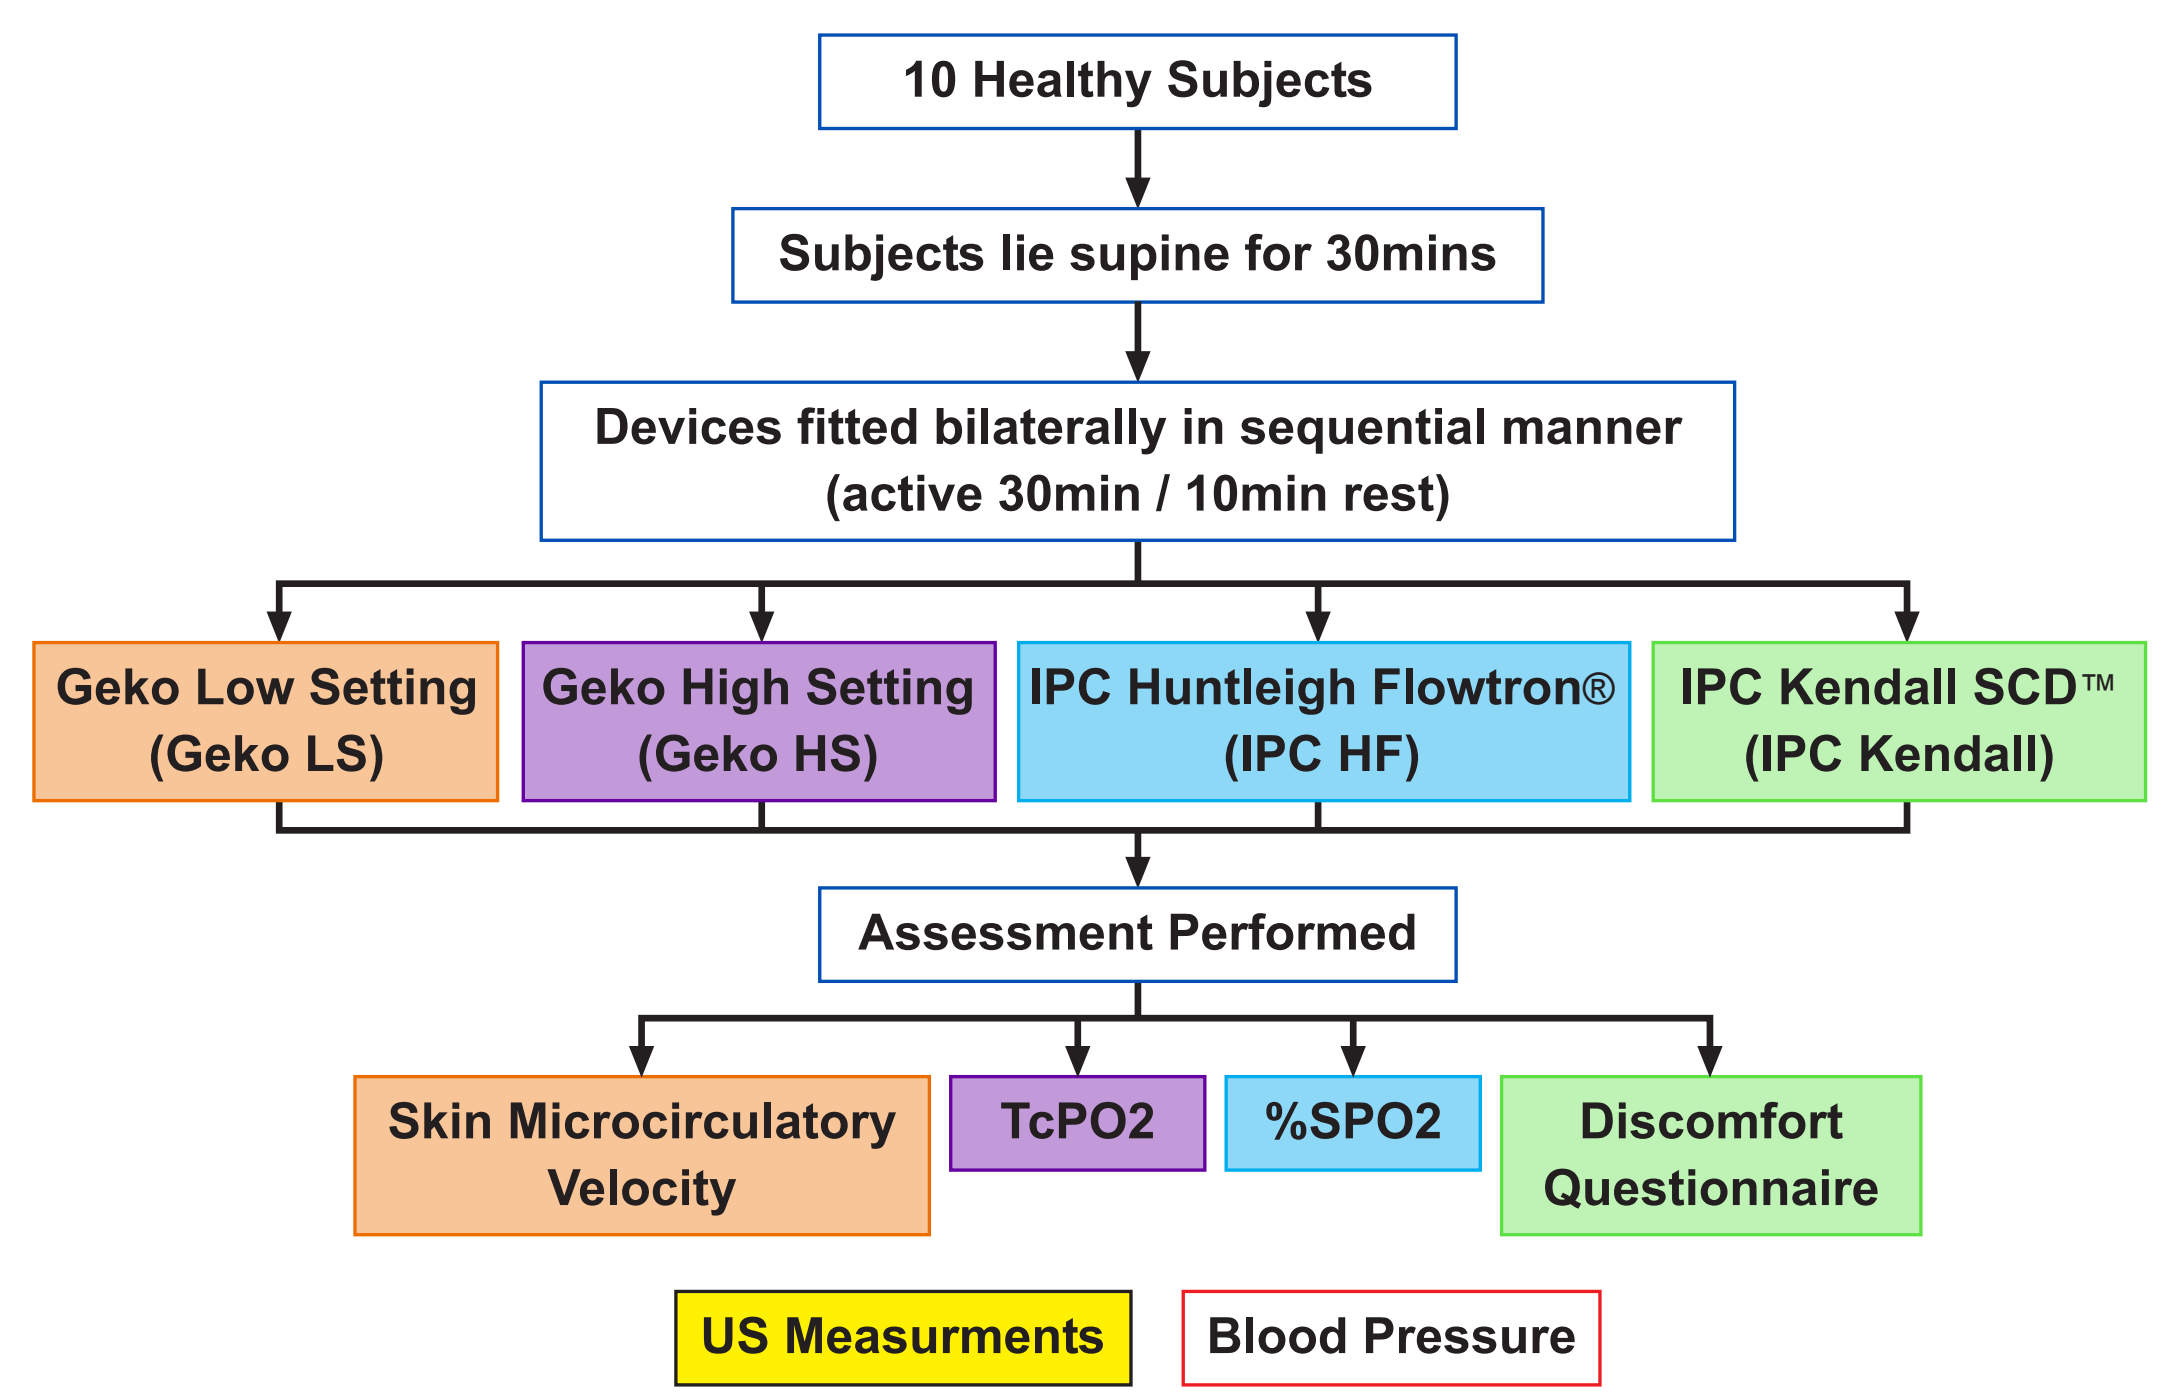 10 Healthy Subjects
Subjects lie supine for 30mins
Devices fitted bilaterally in sequential manner
(active 30min / 10min rest)
Geko Low Setting
(Geko LS)
Geko High Setting
(Geko HS)
IPC Huntleigh Flowtron®
(IPC HF)
IPC Kendall SCD™
(IPC Kendall)
Assessment Performed
Skin Microcirculatory
Velocity
TcPO2
%SPO2
Discomfort
Questionnaire
US Measurments
Blood Pressure